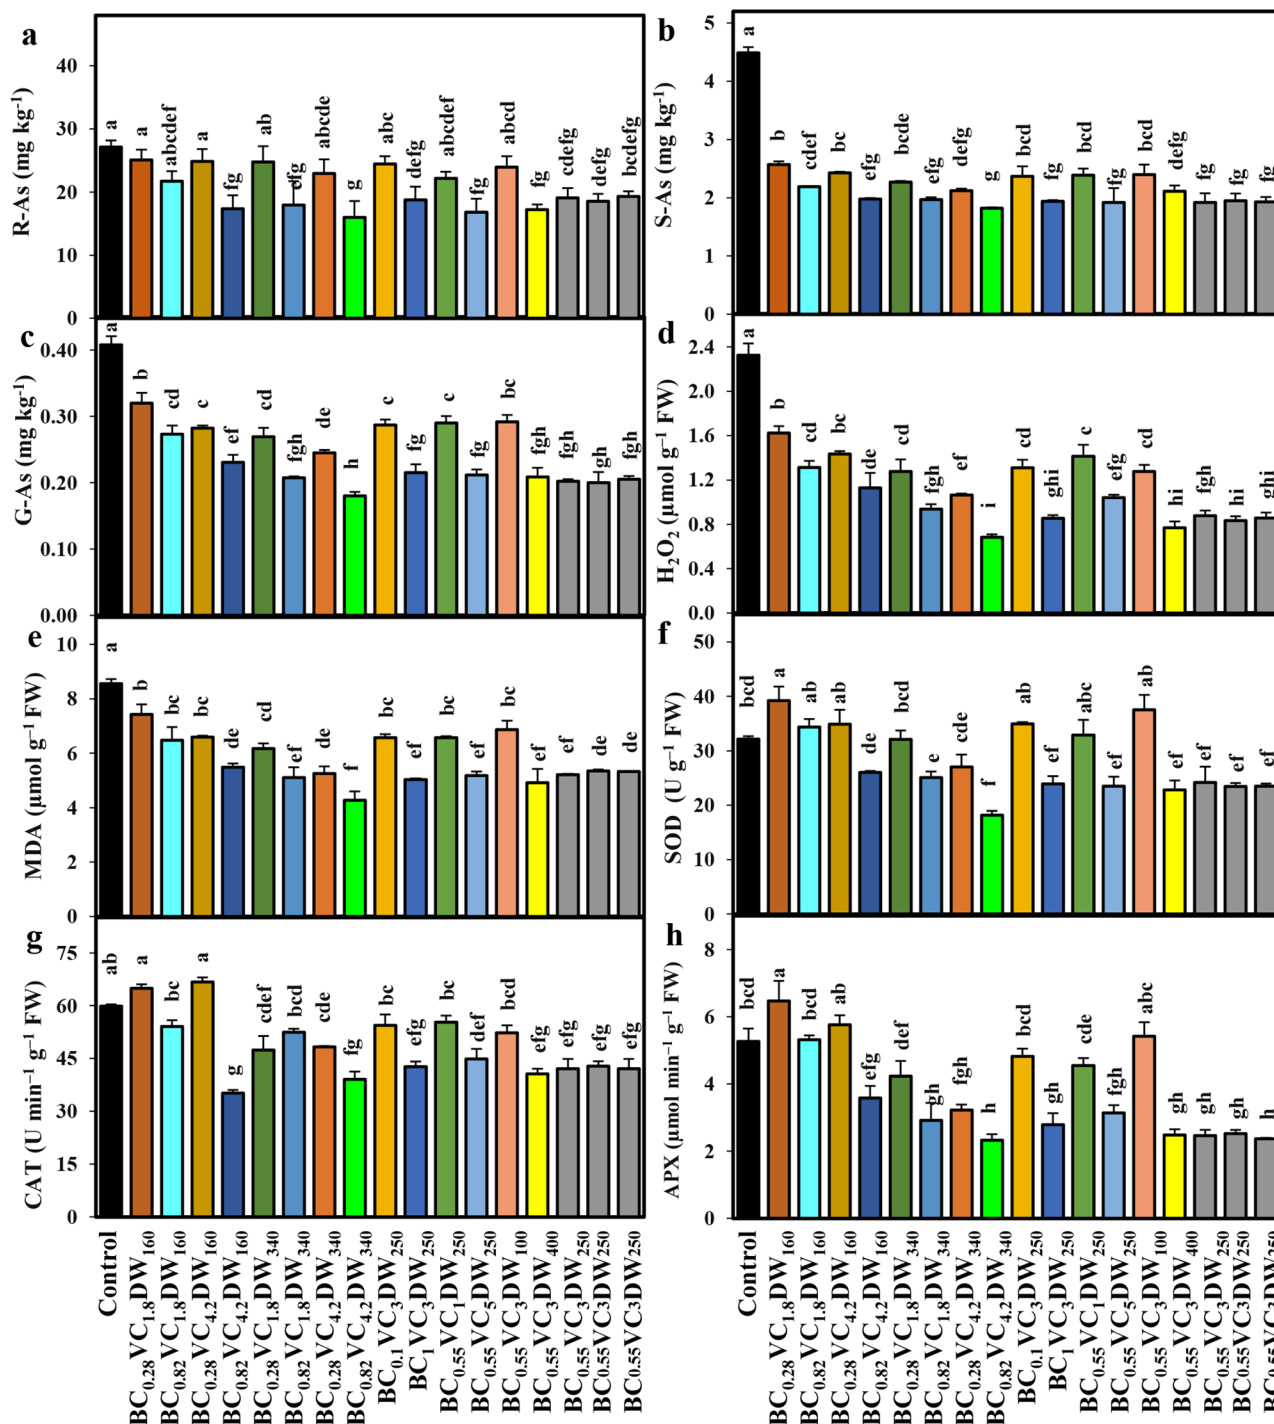 a
R-As (mg kg⁻¹)
40
30
20
10
0
a
a
abcdef
a
fg
ab
efg
abcde
g
abc
defg
abcdef
fg
abcd
fg
cdefg
defg
bcdefg
b
S-As (mg kg⁻¹)
5
4
3
2
1
0
a
b
cdef
bc
efg
bcde
efg
defg
g
bcd
fg
bcd
fg
bcd
defg
fg
fg
fg
c
G-As (mg kg⁻¹)
0.40
0.30
0.20
0.10
0.00
a
b
cd
c
ef
cd
fgh
de
h
c
fg
c
fg
bc
fgh
fgh
gh
fgh
d
H₂O₂ (μmol g⁻¹ FW)
2.4
2.0
1.6
1.2
0.8
0.4
0.0
a
b
cd
bc
de
cd
fgh
ef
i
cd
ghi
c
efg
cd
hi
fgh
hi
ghi
e
MDA (μmol g⁻¹ FW)
10
8
6
4
2
0
a
b
bc
bc
de
cd
ef
de
f
bc
ef
bc
ef
bc
ef
ef
de
de
f
SOD (U g⁻¹ FW)
50
40
30
20
10
0
bcd
a
ab
ab
de
bcd
e
cde
f
ab
ef
abc
ef
ab
ef
ef
ef
ef
g
CAT (U min⁻¹ g⁻¹ FW)
75
60
45
30
15
0
ab
a
bc
a
g
cdef
bcd
cde
fg
bc
efg
bc
def
bcd
efg
efg
efg
efg
h
APX (μmol min⁻¹ g⁻¹ FW)
8
6
4
2
0
bcd
a
bcd
ab
efg
def
gh
fgh
h
bcd
gh
cde
fgh
abc
gh
gh
gh
h
Control
BC₀.₂₈VC₁.₈DW₁₆₀
BC₀.₈₂VC₁.₈DW₁₆₀
BC₀.₂₈VC₄.₂DW₁₆₀
BC₀.₈₂VC₄.₂DW₁₆₀
BC₀.₂₈VC₁.₈DW₃₄₀
BC₀.₈₂VC₁.₈DW₃₄₀
BC₀.₂₈VC₄.₂DW₃₄₀
BC₀.₈₂VC₄.₂DW₃₄₀
BC₀.₁VC₃DW₂₅₀
BC₁VC₃DW₂₅₀
BC₀.₅₅VC₁DW₂₅₀
BC₀.₅₅VC₅DW₂₅₀
BC₀.₅₅VC₃DW₁₀₀
BC₀.₅₅VC₃DW₄₀₀
BC₀.₅₅VC₃DW₂₅₀
BC₀.₅₅VC₃DW₂₅₀
BC₀.₅₅VC₃DW₂₅₀
Control
BC₀.₂₈VC₁.₈DW₁₆₀
BC₀.₈₂VC₁.₈DW₁₆₀
BC₀.₂₈VC₄.₂DW₁₆₀
BC₀.₈₂VC₄.₂DW₁₆₀
BC₀.₂₈VC₁.₈DW₃₄₀
BC₀.₈₂VC₁.₈DW₃₄₀
BC₀.₂₈VC₄.₂DW₃₄₀
BC₀.₈₂VC₄.₂DW₃₄₀
BC₀.₁VC₃DW₂₅₀
BC₁VC₃DW₂₅₀
BC₀.₅₅VC₁DW₂₅₀
BC₀.₅₅VC₅DW₂₅₀
BC₀.₅₅VC₃DW₁₀₀
BC₀.₅₅VC₃DW₄₀₀
BC₀.₅₅VC₃DW₂₅₀
BC₀.₅₅VC₃DW₂₅₀
BC₀.₅₅VC₃DW₂₅₀